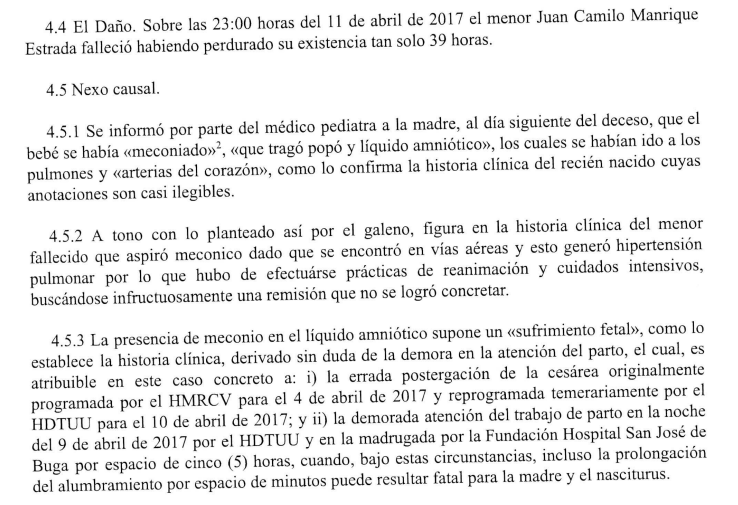 4.4 El Daño. Sobre las 23:00 horas del 11 de abril de 2017 el menor Juan Camilo Manrique
Estrada falleció habiendo perdurado su existencia tan solo 39 horas.
4.5 Nexo causal.
4.5.1 Se informó por parte del médico pediatra a la madre, al día siguiente del deceso, que el
bebé se había «meconiado»², «que tragó popó y líquido amniótico», los cuales se habían ido a los
pulmones y «arterias del corazón», como lo confirma la historia clínica del recién nacido cuyas
anotaciones son casi ilegibles.
4.5.2 A tono con lo planteado así por el galeno, figura en la historia clínica del menor
fallecido que aspiró meconico dado que se encontró en vías aéreas y esto generó hipertensión
pulmonar por lo que hubo de efectuárse prácticas de reanimación y cuidados intensivos,
buscándose infructuosamente una remisión que no se logró concretar.
4.5.3 La presencia de meconio en el líquido amniótico supone un «sufrimiento fetal», como lo
establece la historia clínica, derivado sin duda de la demora en la atención del parto, el cual, es
atribuible en este caso concreto a: i) la errada postergación de la cesárea originalmente
programada por el HMRCV para el 4 de abril de 2017 y reprogramada temerariamente por el
HDTUU para el 10 de abril de 2017; y ii) la demorada atención del trabajo de parto en la noche
del 9 de abril de 2017 por el HDTUU y en la madrugada por la Fundación Hospital San José de
Buga por espacio de cinco (5) horas, cuando, bajo estas circunstancias, incluso la prolongación
del alumbramiento por espacio de minutos puede resultar fatal para la madre y el nasciturus.